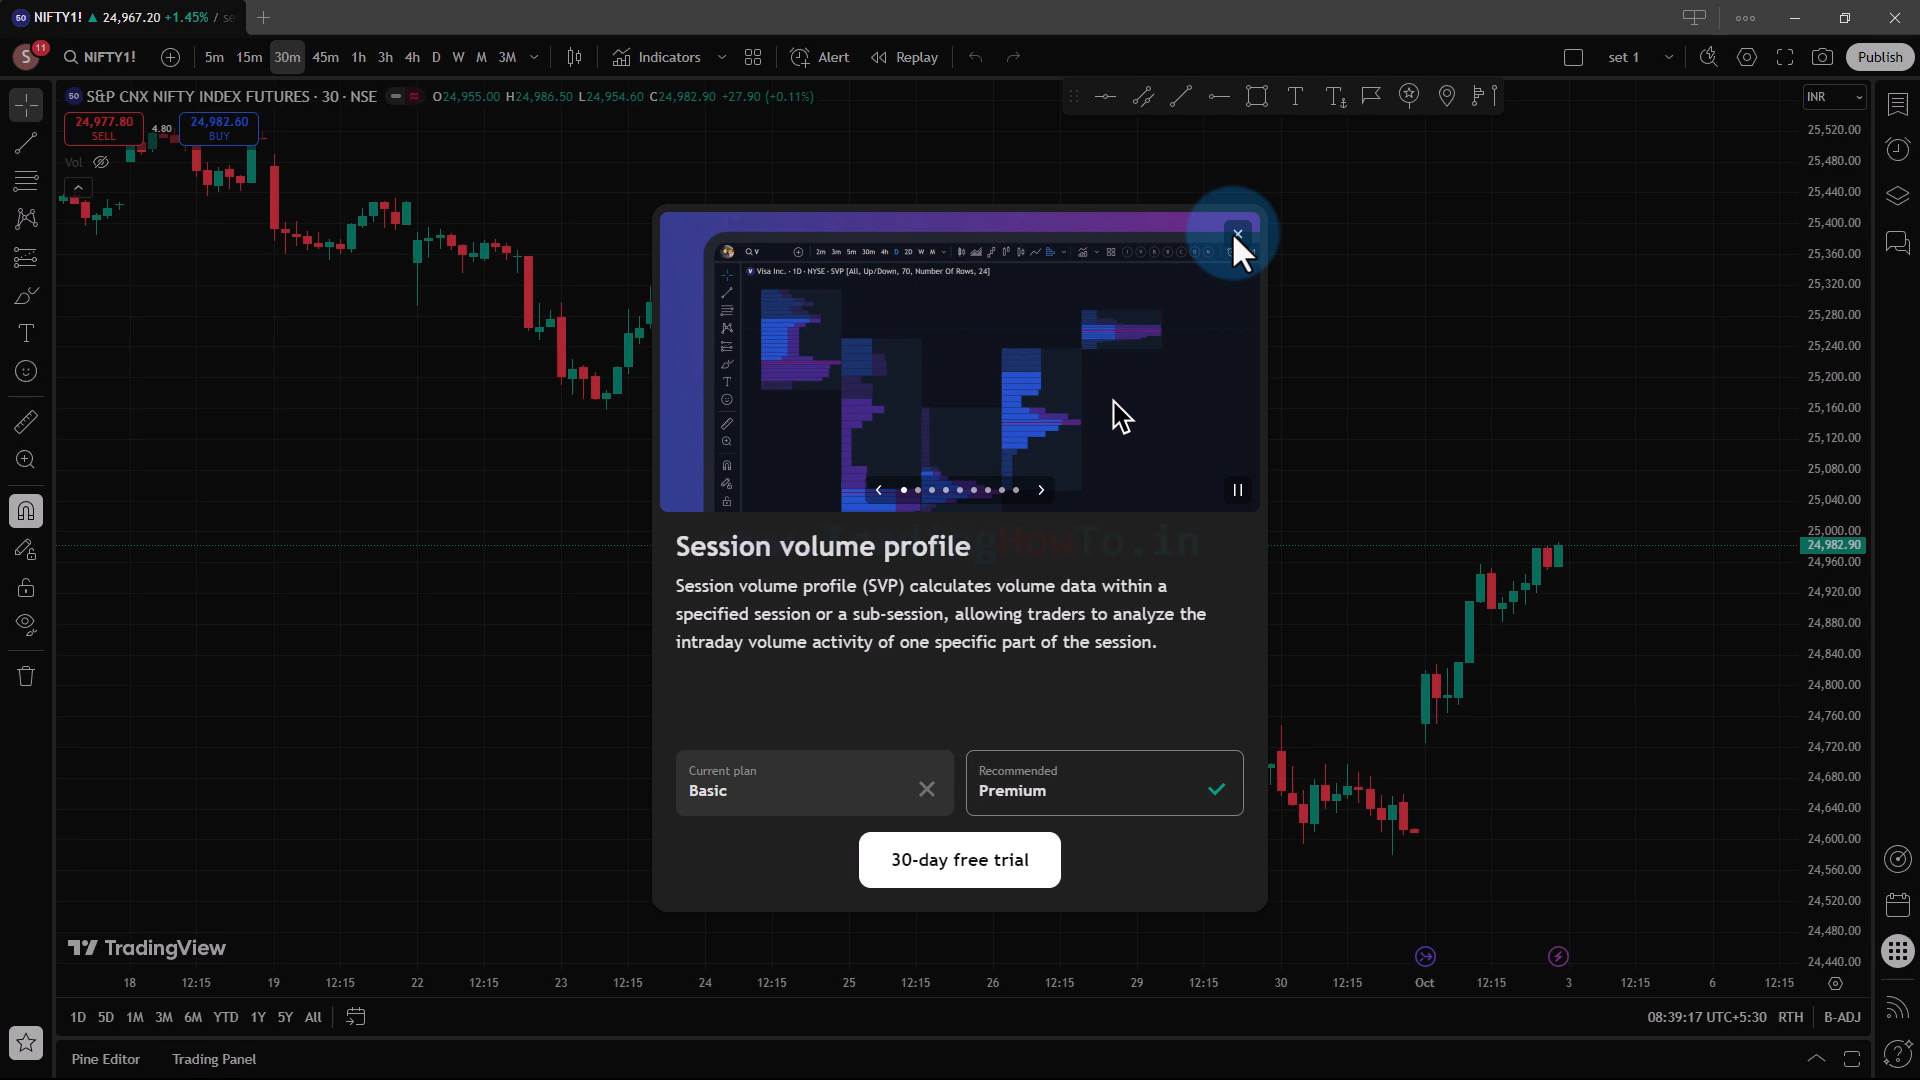 50 NIFTY1! ▲ 24,967.20 +1.45% / se
S 11 NIFTY1! 5m 15m 30m 45m 1h 3h 4h D W M 3M Indicators Alert Replay set 1 Publish
50 S&P CNX NIFTY INDEX FUTURES · 30 · NSE O24,955.00 H24,986.50 L24,954.60 C24,982.90 +27.90 (+0.11%)
INR
24,977.80
SELL
4.80
24,982.60
BUY
Vol
25,520.00
25,480.00
25,440.00
25,400.00
25,360.00
25,320.00
25,280.00
25,240.00
25,200.00
25,160.00
25,120.00
25,080.00
25,040.00
25,000.00
24,982.90
24,960.00
24,920.00
24,880.00
24,840.00
24,800.00
24,760.00
24,720.00
24,680.00
24,640.00
24,600.00
24,560.00
24,520.00
24,480.00
24,440.00
V 2m 3m 5m 30m 4h D 2D W M
Visa Inc. · 1D · NYSE · SVP [All, Up/Down, 70, Number Of Rows, 24]
HowTo.in
Session volume profile
Session volume profile (SVP) calculates volume data within a
specified session or a sub-session, allowing traders to analyze the
intraday volume activity of one specific part of the session.
Current plan
Basic
Recommended
Premium
30-day free trial
TradingView
18 12:15 19 12:15 22 12:15 23 12:15 24 12:15 25 12:15 26 12:15 29 12:15 30 12:15 Oct 12:15 3 12:15 6 12:15
1D 5D 1M 3M 6M YTD 1Y 5Y All 08:39:17 UTC+5:30 RTH B-ADJ
Pine Editor Trading Panel